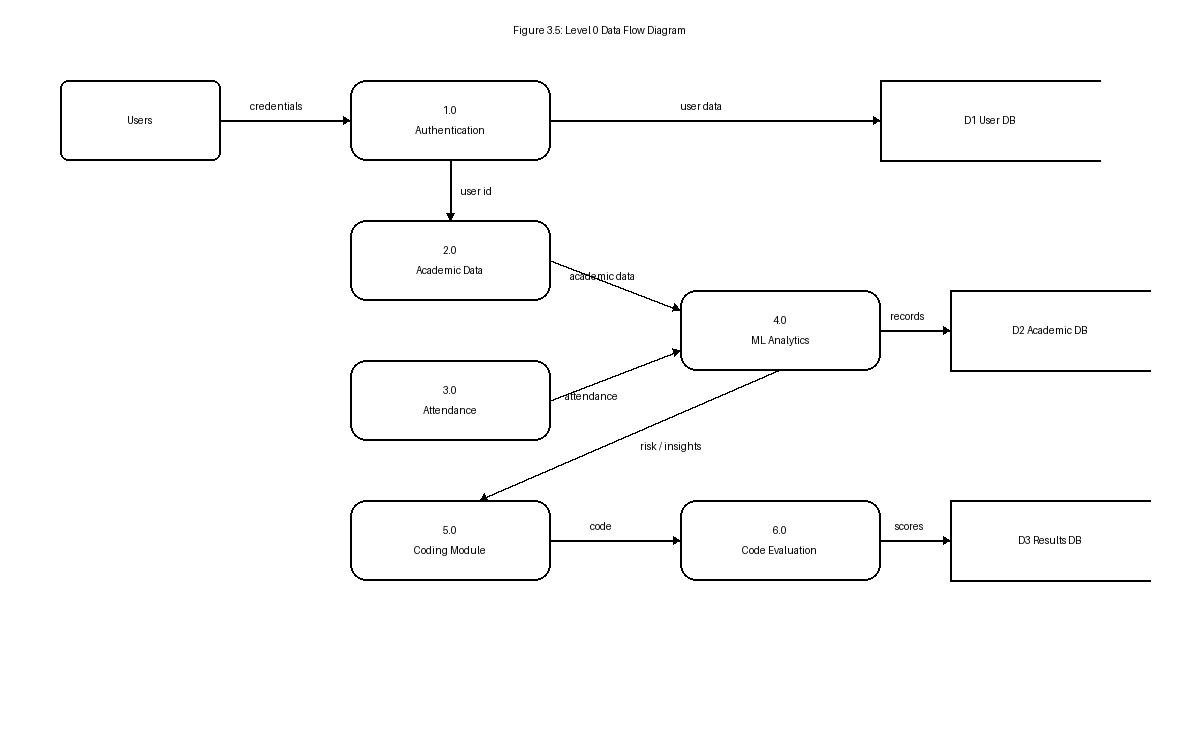 Figure 3.5: Level 0 Data Flow Diagram
Users
credentials
1.0
Authentication
user data
D1 User DB
user id
2.0
Academic Data
academic data
4.0
ML Analytics
records
D2 Academic DB
3.0
Attendance
attendance
risk / insights
5.0
Coding Module
code
6.0
Code Evaluation
scores
D3 Results DB